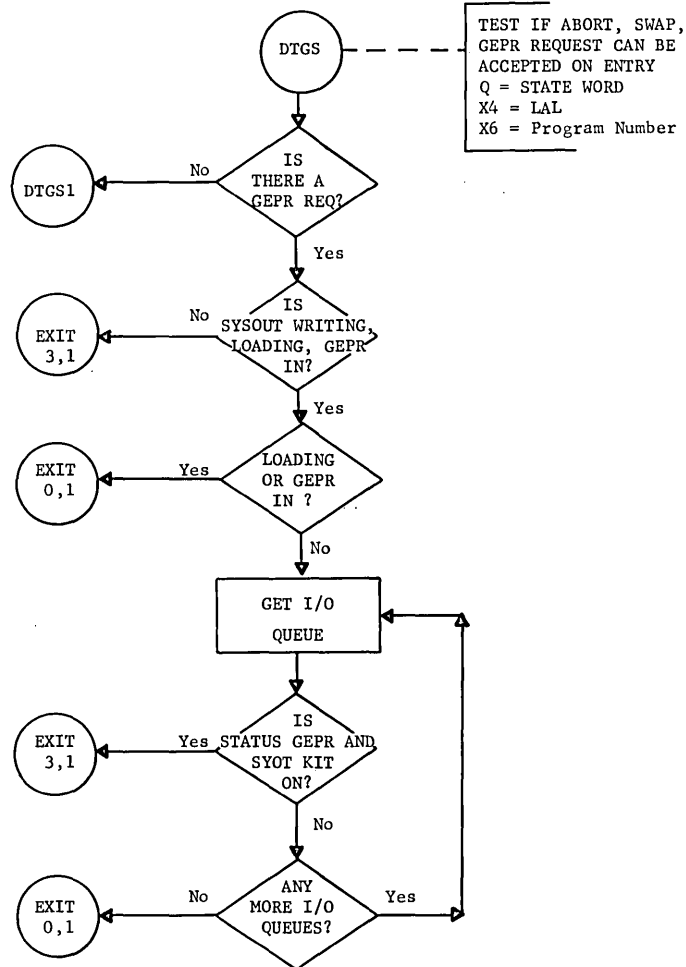 DTGS
TEST IF ABORT, SWAP,
GEPR REQUEST CAN BE
ACCEPTED ON ENTRY
Q = STATE WORD
X4 = LAL
X6 = Program Number
IS
THERE A
GEPR REQ?
No
DTGS1
Yes
IS
SYSOUT WRITING,
LOADING, GEPR
IN?
No
EXIT
3,1
Yes
LOADING
OR GEPR
IN ?
Yes
EXIT
0,1
No
GET I/O
QUEUE
IS
STATUS GEPR AND
SYOT KIT
ON?
Yes
EXIT
3,1
No
ANY
MORE I/O
QUEUES?
No
EXIT
0,1
Yes